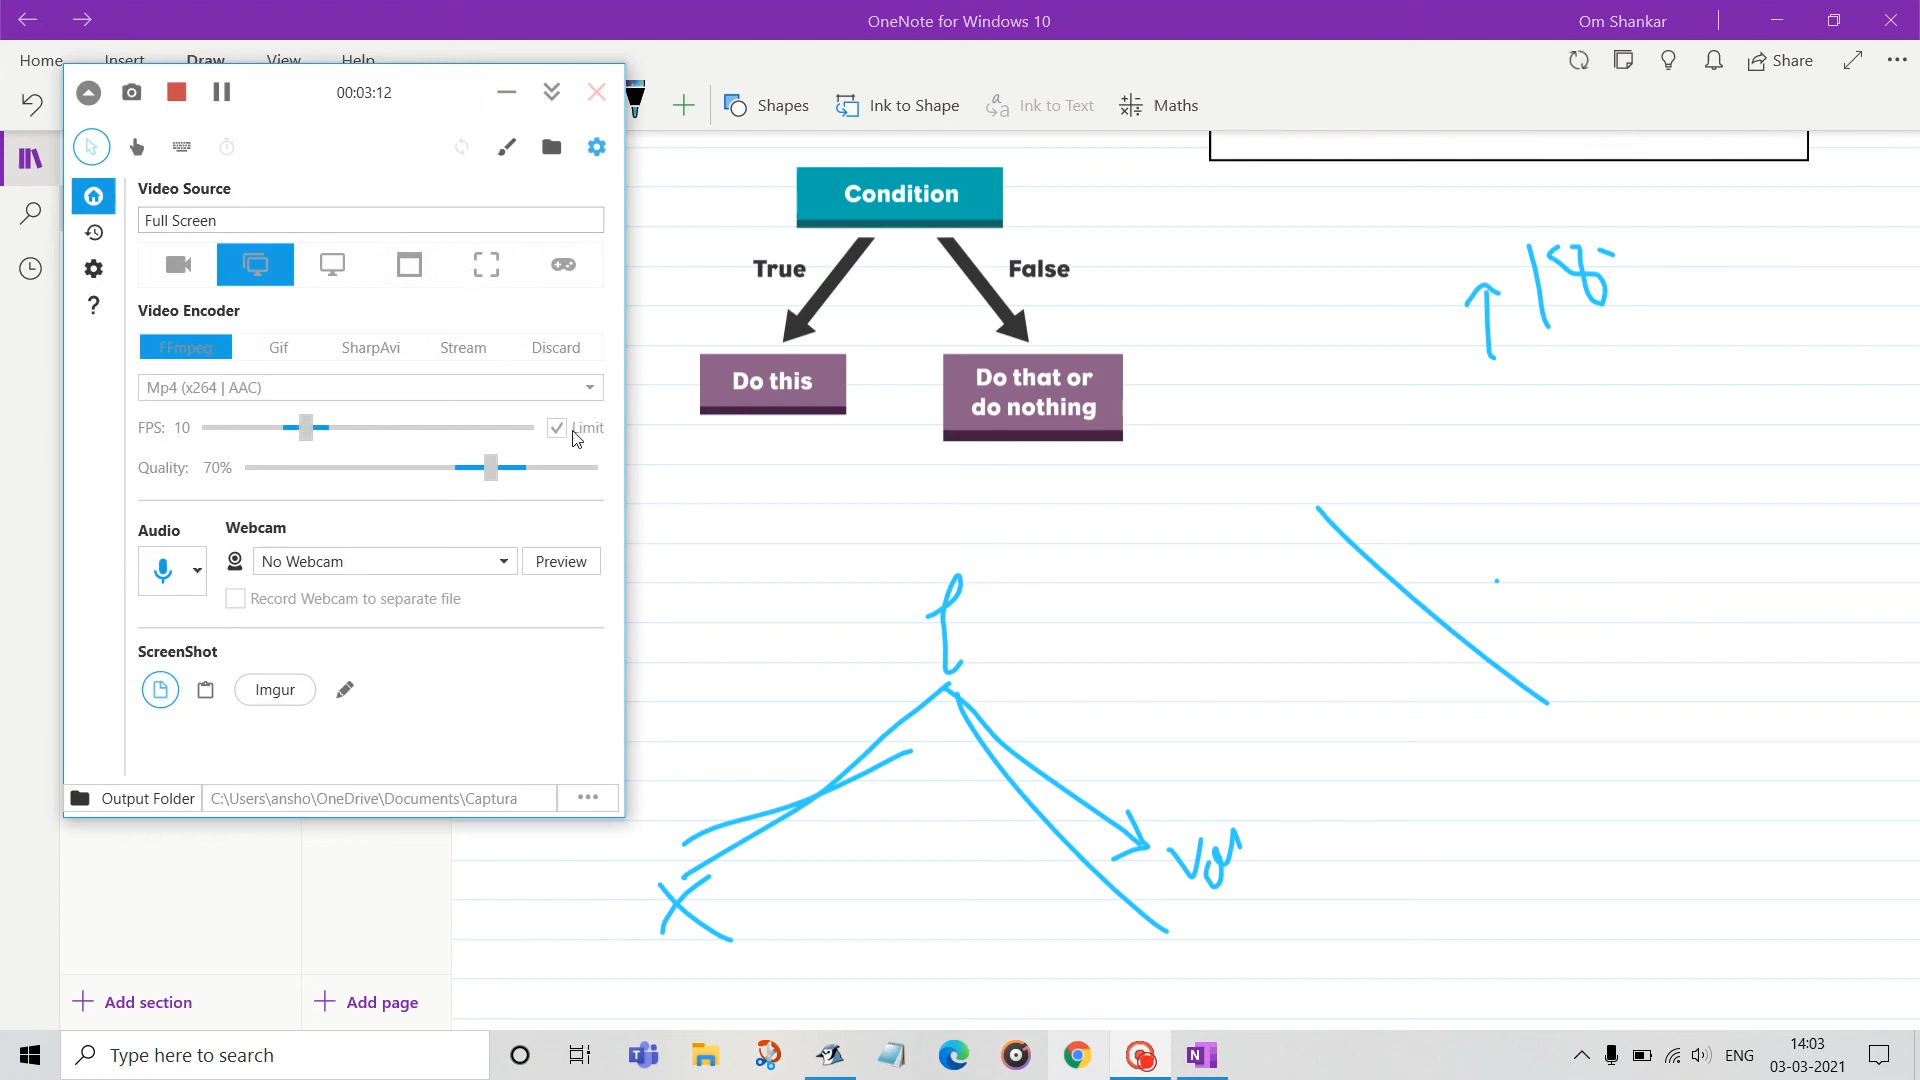 OneNote for Windows 10
Om Shankar
Home Insert Draw View Help
Share
00:03:12
Shapes
Ink to Shape
Ink to Text
Maths
Video Source
Full Screen
Video Encoder
FFmpeg Gif SharpAvi Stream Discard
Mp4 (x264 | AAC)
FPS: 10
Limit
Quality: 70%
Audio
Webcam
No Webcam
Preview
Record Webcam to separate file
ScreenShot
Imgur
Output Folder
C:\Users\ansho\OneDrive\Documents\Captura
Condition
True
False
Do this
Do that or
do nothing
18
Add section
Add page
Type here to search
ENG
14:03
03-03-2021